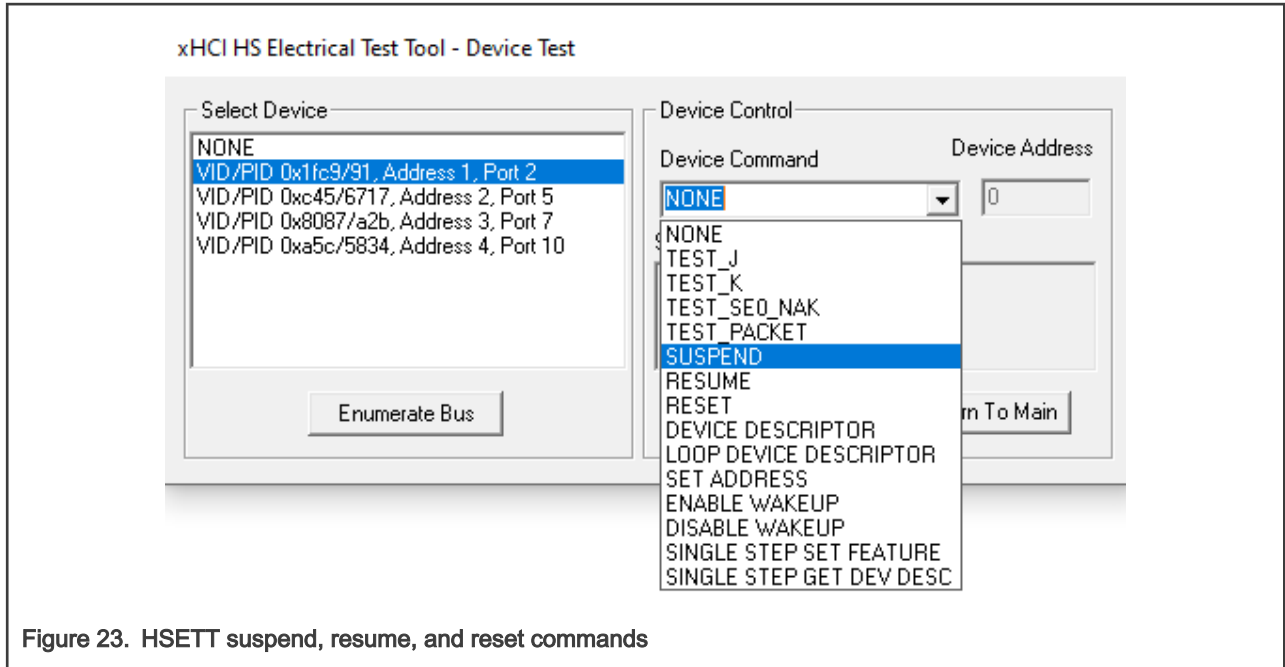 xHCI HS Electrical Test Tool - Device Test
Select Device
NONE
VID/PID 0x1fc9/91, Address 1, Port 2
VID/PID 0xc45/6717, Address 2, Port 5
VID/PID 0x8087/a2b, Address 3, Port 7
VID/PID 0xa5c/5834, Address 4, Port 10
Enumerate Bus
Device Control
Device Command
Device Address
NONE
0
NONE
TEST_J
TEST_K
TEST_SE0_NAK
TEST_PACKET
SUSPEND
RESUME
RESET
DEVICE DESCRIPTOR
LOOP DEVICE DESCRIPTOR
SET ADDRESS
ENABLE WAKEUP
DISABLE WAKEUP
SINGLE STEP SET FEATURE
SINGLE STEP GET DEV DESC
rn To Main
Figure 23. HSETT suspend, resume, and reset commands